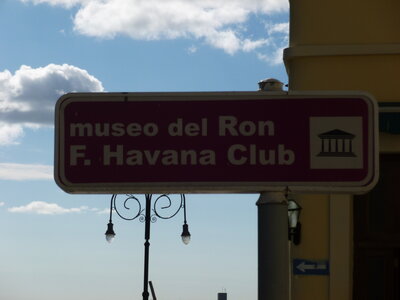 museo del Ron
F. Havana Club